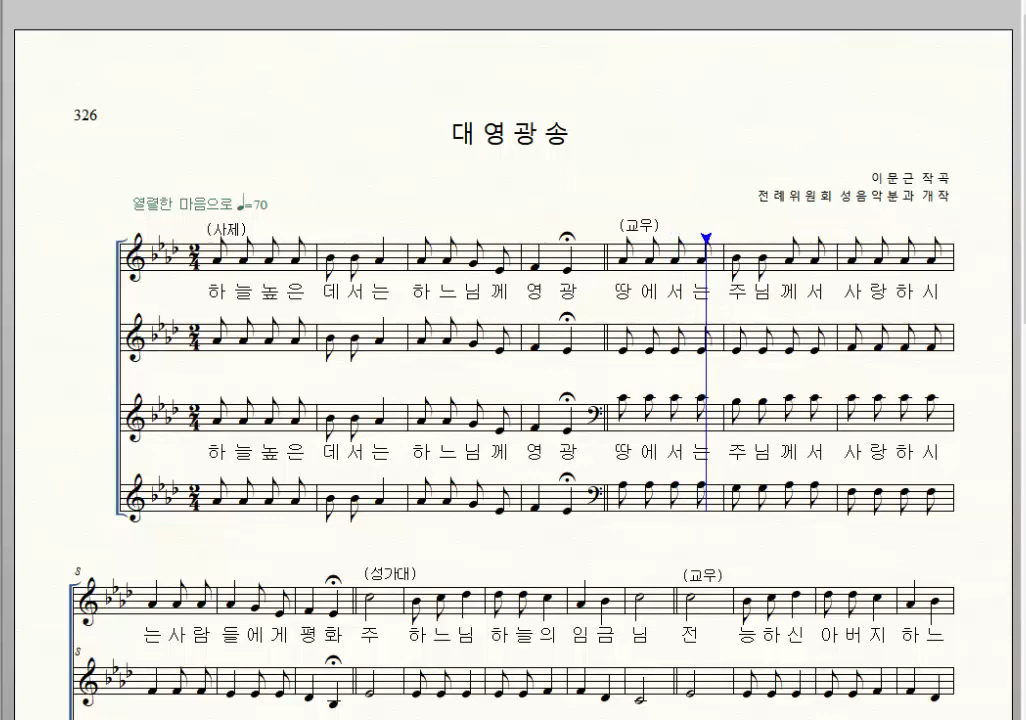 326
대 영 광 송
이 문 근 작 곡
전 례 위 원 회 성 음 악 분 과 개 작
열렬한 마음으로 ♩=70
(사제) (교우)
하 늘 높 은 데 서 는 하 느 님 께 영 광 땅 에 서 는 주 님 께 서 사 랑 하 시
하 늘 높 은 데 서 는 하 느 님 께 영 광 땅 에 서 는 주 님 께 서 사 랑 하 시
8
(성가대) (교우)
는 사 람 들 에 게 평 화 주 하 느 님 하 늘 의 임 금 님 전 능 하 신 아 버 지 하 느
8